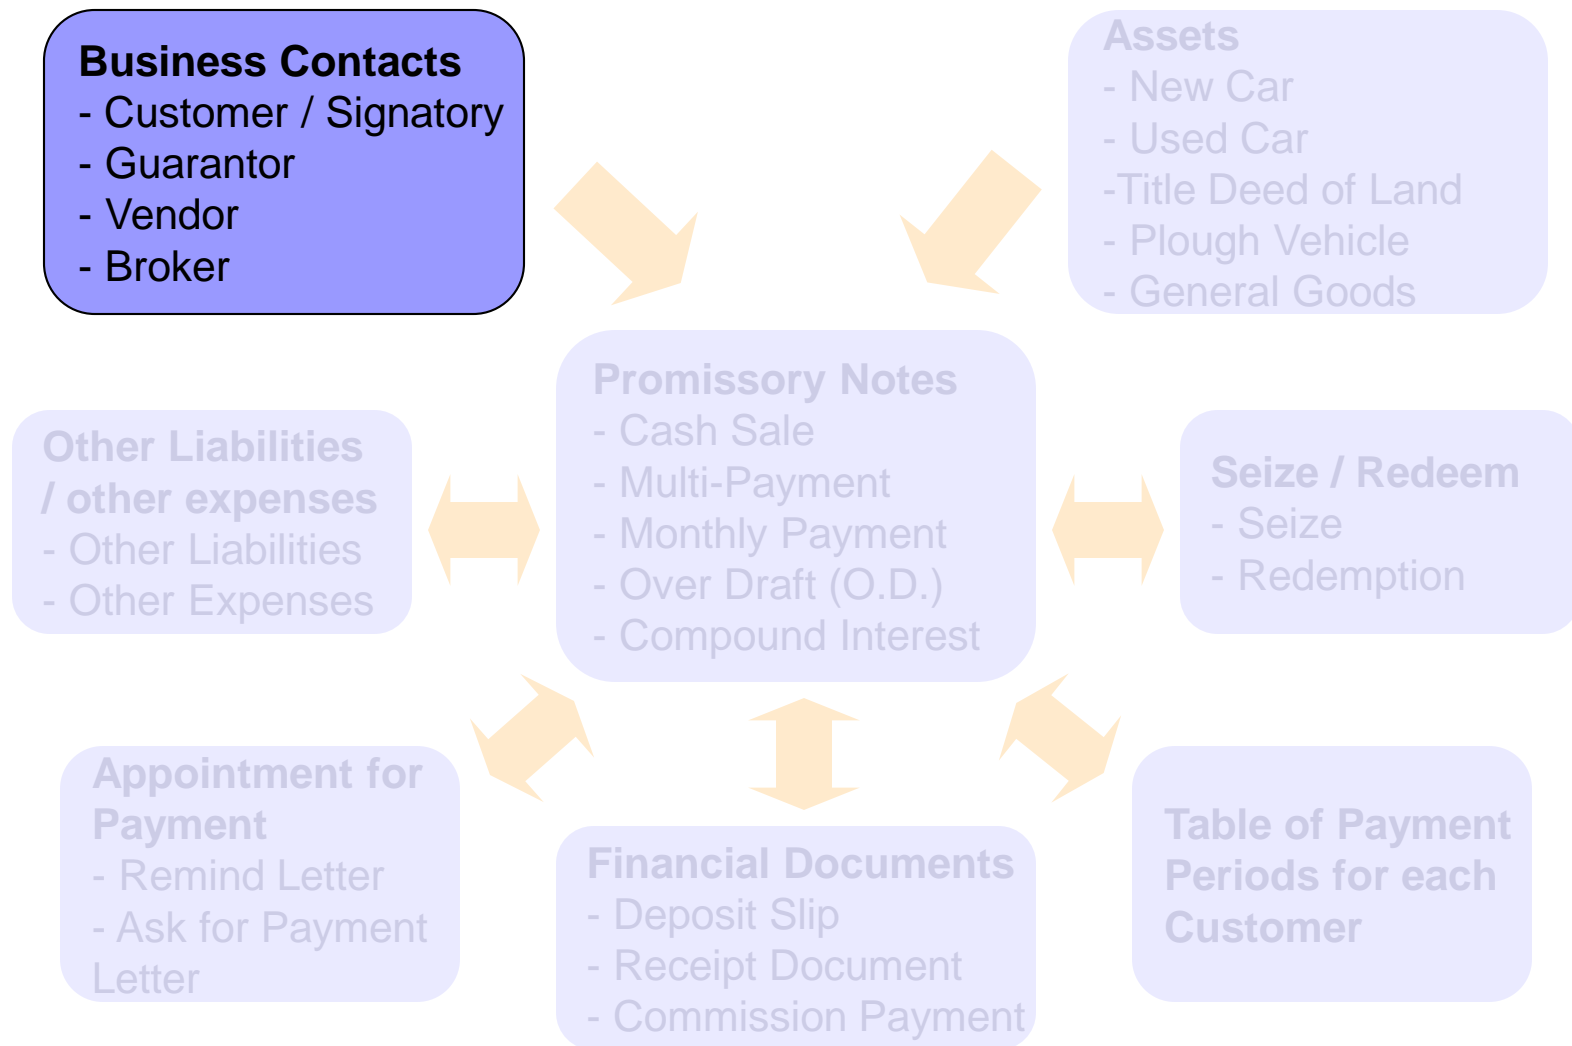 Business Contacts
- Customer / Signatory
- Guarantor
- Vendor
- Broker
Assets
- New Car
- Used Car
-Title Deed of Land
- Plough Vehicle
- General Goods
Promissory Notes
- Cash Sale
- Multi-Payment
- Monthly Payment
- Over Draft (O.D.)
- Compound Interest
Other Liabilities
/ other expenses
- Other Liabilities
- Other Expenses
Seize / Redeem
- Seize
- Redemption
Appointment for
Payment
- Remind Letter
- Ask for Payment
Letter
Financial Documents
- Deposit Slip
- Receipt Document
- Commission Payment
Table of Payment
Periods for each
Customer